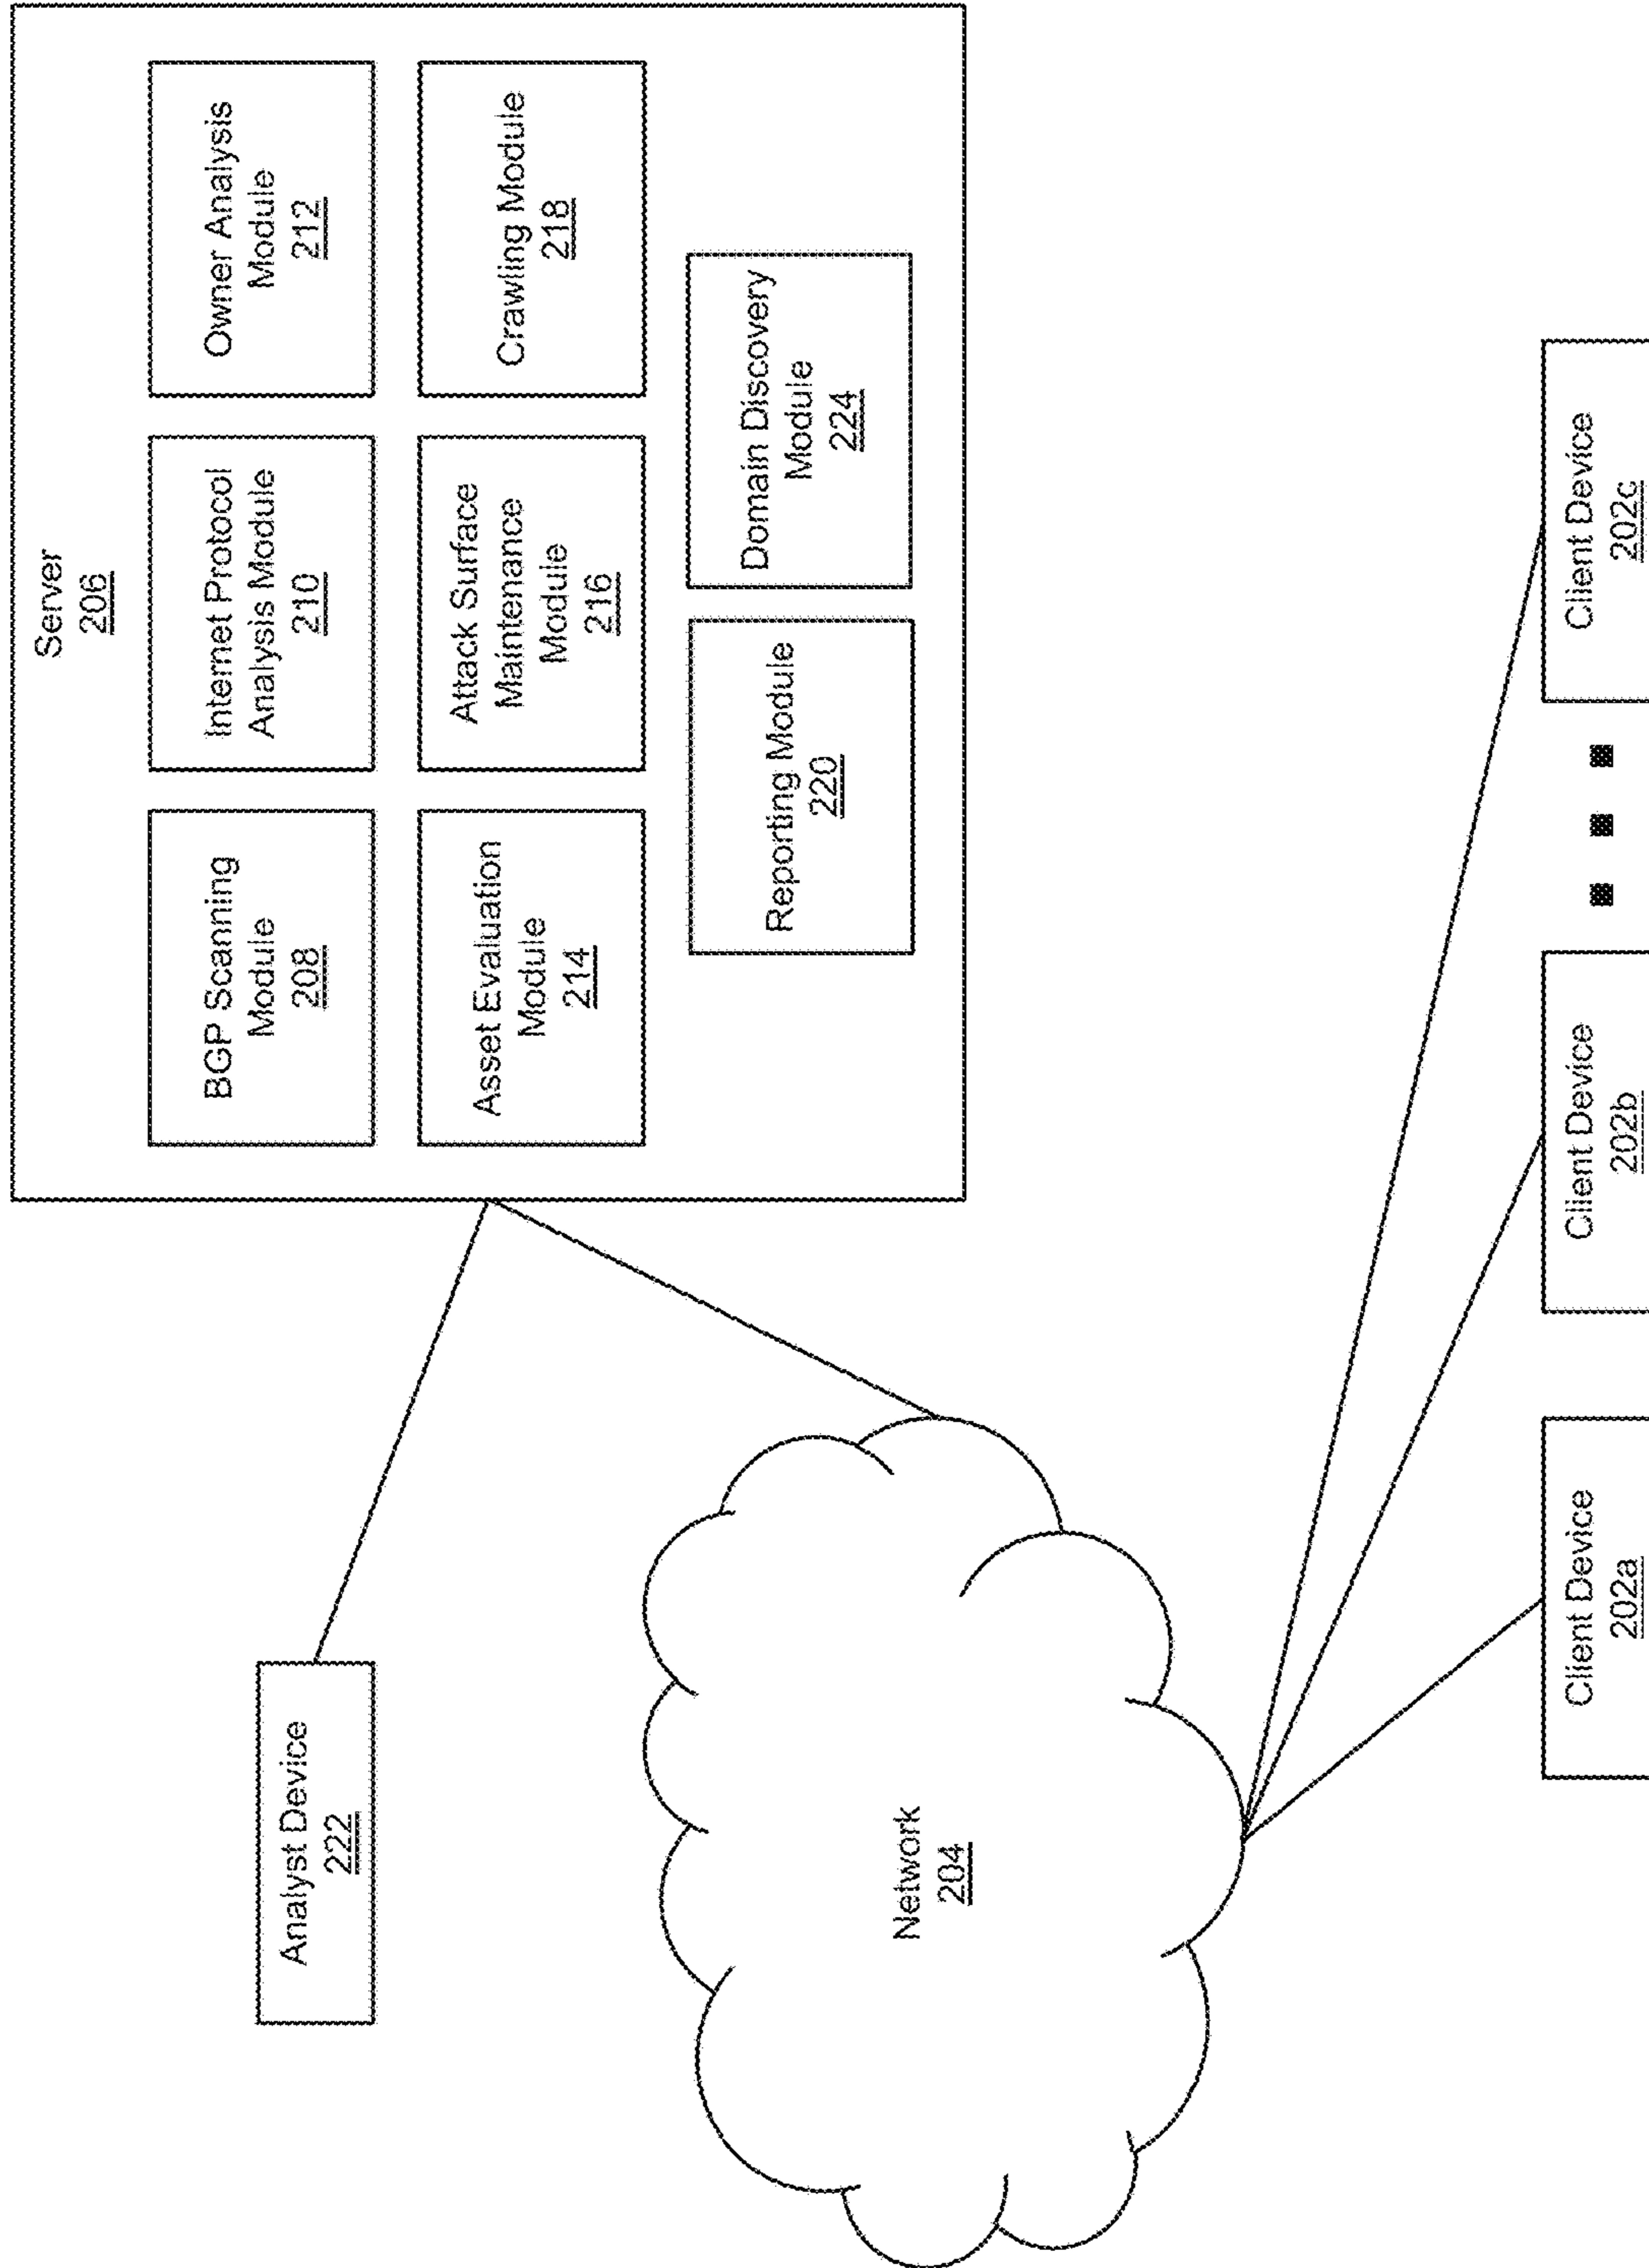 Server
206
BGP Scanning
Module
208
Internet Protocol
Analysis Module
210
Owner Analysis
Module
212
Asset Evaluation
Module
214
Attack Surface
Maintenance
Module
216
Crawling Module
218
Reporting Module
220
Domain Discovery
Module
224
Analyst Device
222
Network
204
Client Device
202a
Client Device
202b
Client Device
202c